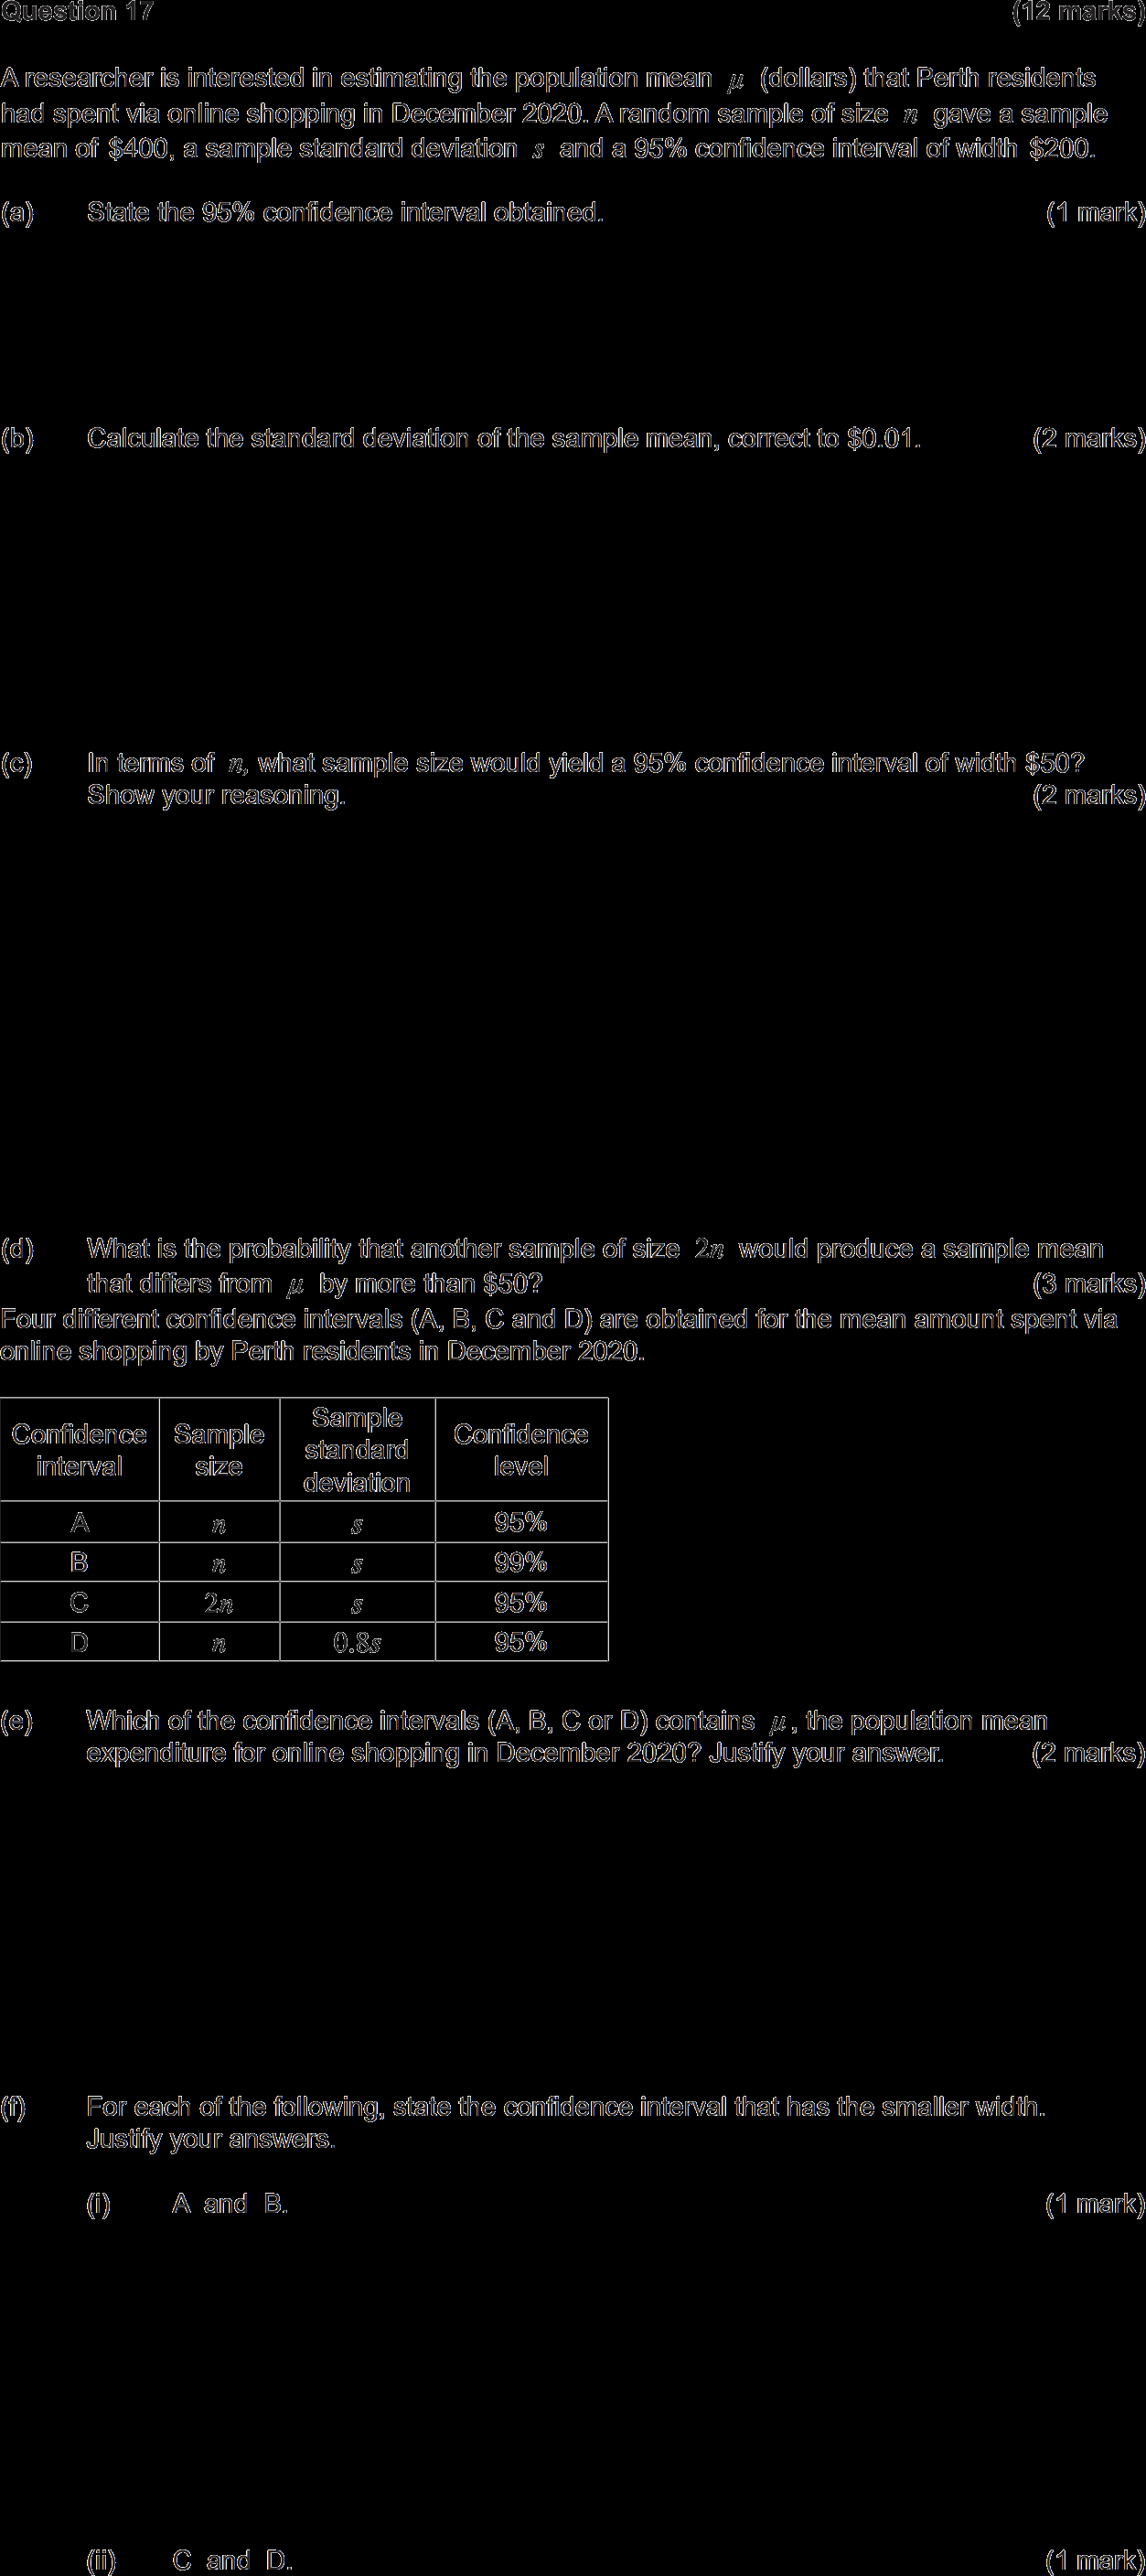 Question 17 (12 marks)
A researcher is interested in estimating the population mean μ (dollars) that Perth residents
had spent via online shopping in December 2020. A random sample of size n gave a sample
mean of $400, a sample standard deviation s and a 95% confidence interval of width $200.
(a) State the 95% confidence interval obtained. (1 mark)
(b) Calculate the standard deviation of the sample mean, correct to $0.01. (2 marks)
(c) In terms of n, what sample size would yield a 95% confidence interval of width $50?
Show your reasoning. (2 marks)
(d) What is the probability that another sample of size 2n would produce a sample mean
that differs from μ by more than $50? (3 marks)
Four different confidence intervals (A, B, C and D) are obtained for the mean amount spent via
online shopping by Perth residents in December 2020.
Confidence interval Sample size Sample standard deviation Confidence level
A n s 95%
B n s 99%
C 2n s 95%
D n 0.8s 95%
(e) Which of the confidence intervals (A, B, C or D) contains μ, the population mean
expenditure for online shopping in December 2020? Justify your answer. (2 marks)
(f) For each of the following, state the confidence interval that has the smaller width.
Justify your answers.
(i) A and B. (1 mark)
(ii) C and D. (1 mark)